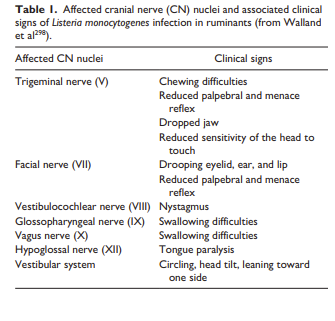 Table 1. Affected cranial nerve (CN) nuclei and associated clinical
signs of Listeria monocytogenes infection in ruminants (from Walland
et al298).
Affected CN nuclei Clinical signs
Trigeminal nerve (V) Chewing difficulties
Reduced palpebral and menace
reflex
Dropped jaw
Reduced sensitivity of the head to
touch
Facial nerve (VII) Drooping eyelid, ear, and lip
Reduced palpebral and menace
reflex
Vestibulocochlear nerve (VIII) Nystagmus
Glossopharyngeal nerve (IX) Swallowing difficulties
Vagus nerve (X) Swallowing difficulties
Hypoglossal nerve (XII) Tongue paralysis
Vestibular system Circling, head tilt, leaning toward
one side